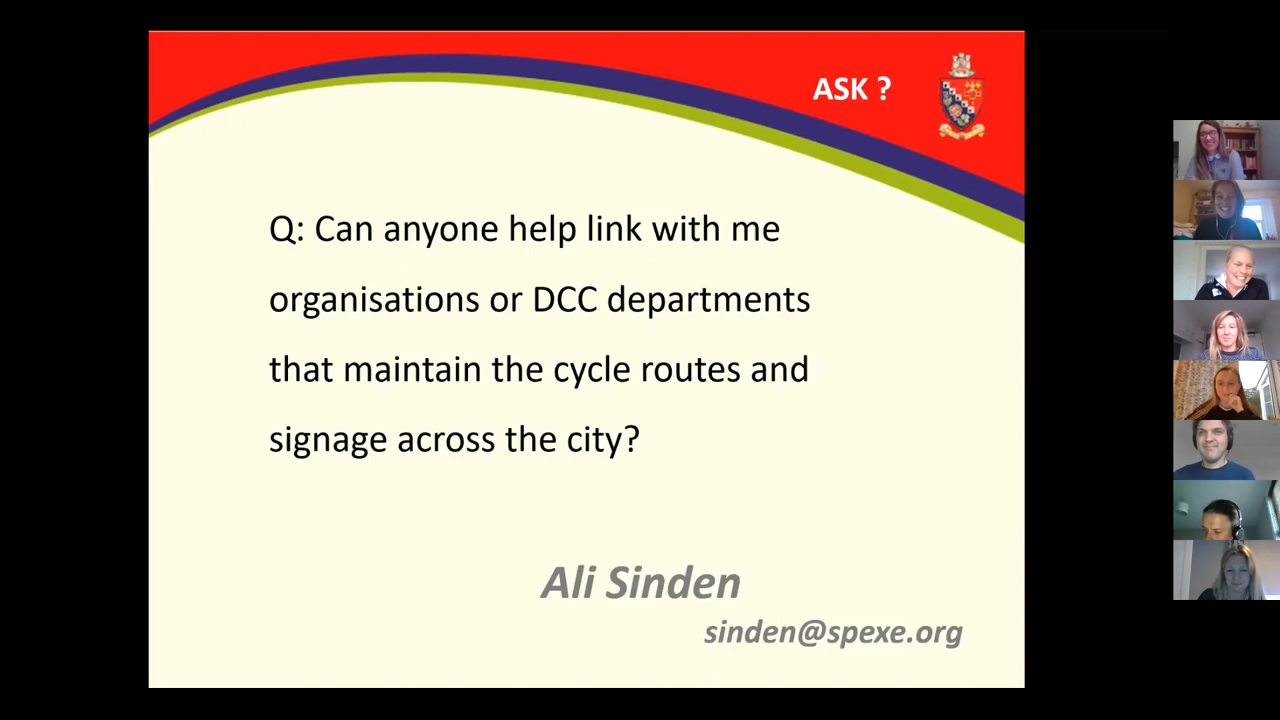 ASK ?
Q: Can anyone help link with me
organisations or DCC departments
that maintain the cycle routes and
signage across the city?
Ali Sinden
sinden@spexe.org